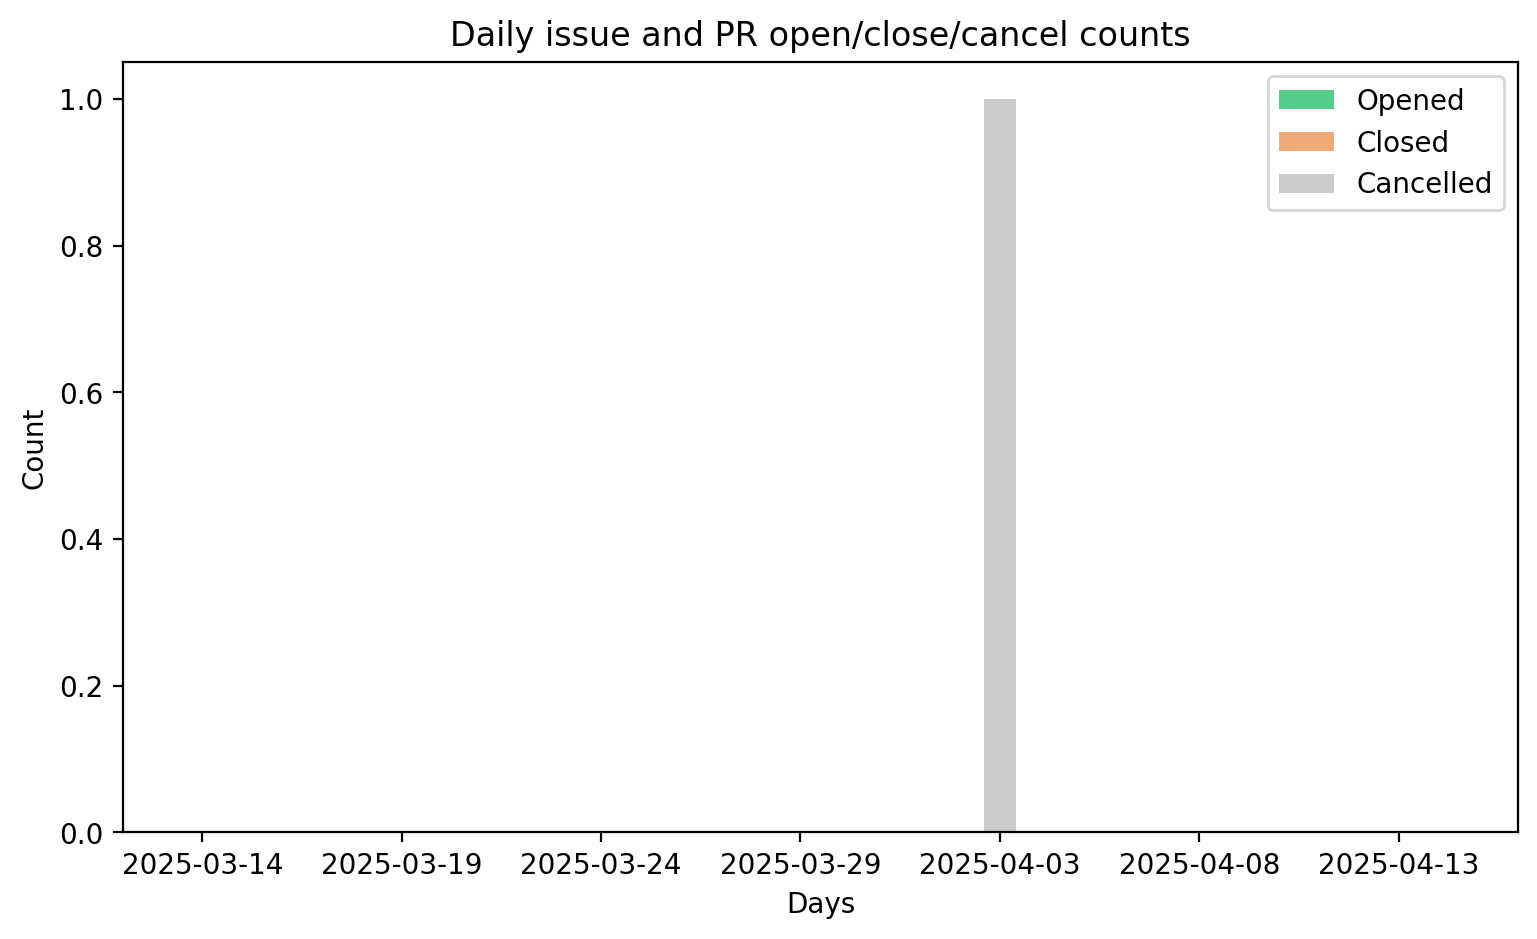 Daily issue and PR open/close/cancel counts
Opened
Closed
Cancelled
1.0
0.8
0.6
0.4
0.2
0.0
Count
2025-03-14 2025-03-19 2025-03-24 2025-03-29 2025-04-03 2025-04-08 2025-04-13
Days